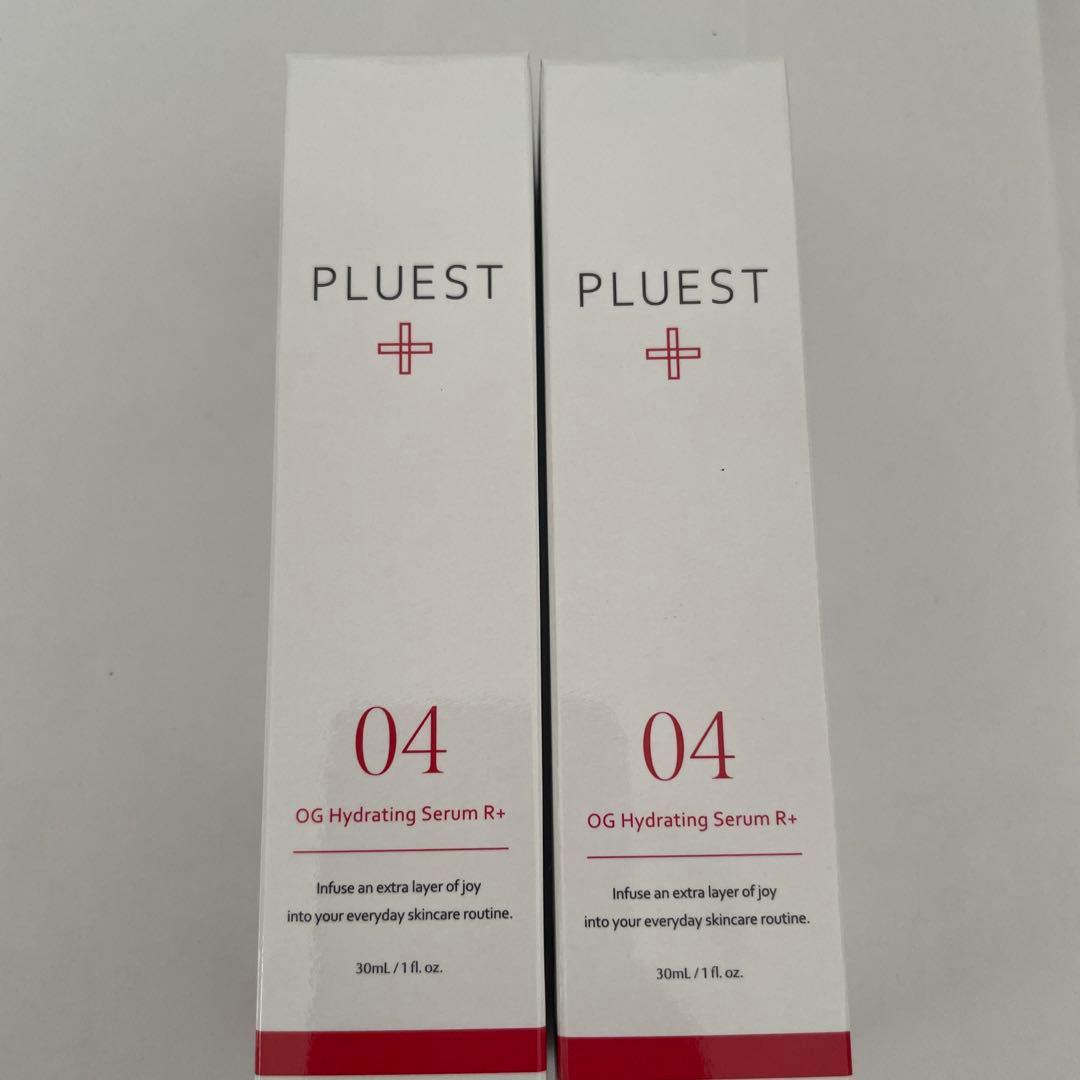 PLUEST
04
OG Hydrating Serum R+
Infuse an extra layer of joy
into your everyday skincare routine.
30mL / 1 fl. oz.
PLUEST
04
OG Hydrating Serum R+
Infuse an extra layer of joy
into your everyday skincare routine.
30mL / 1 fl. oz.